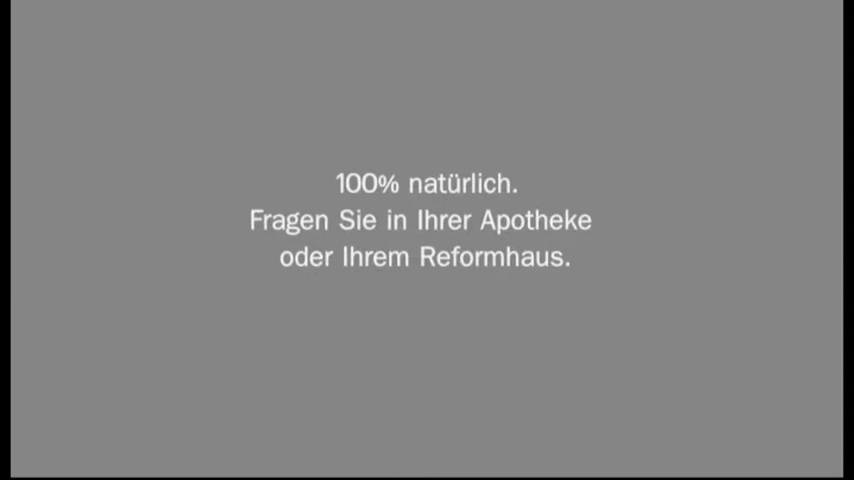 100% natürlich.
Fragen Sie in Ihrer Apotheke
oder Ihrem Reformhaus.